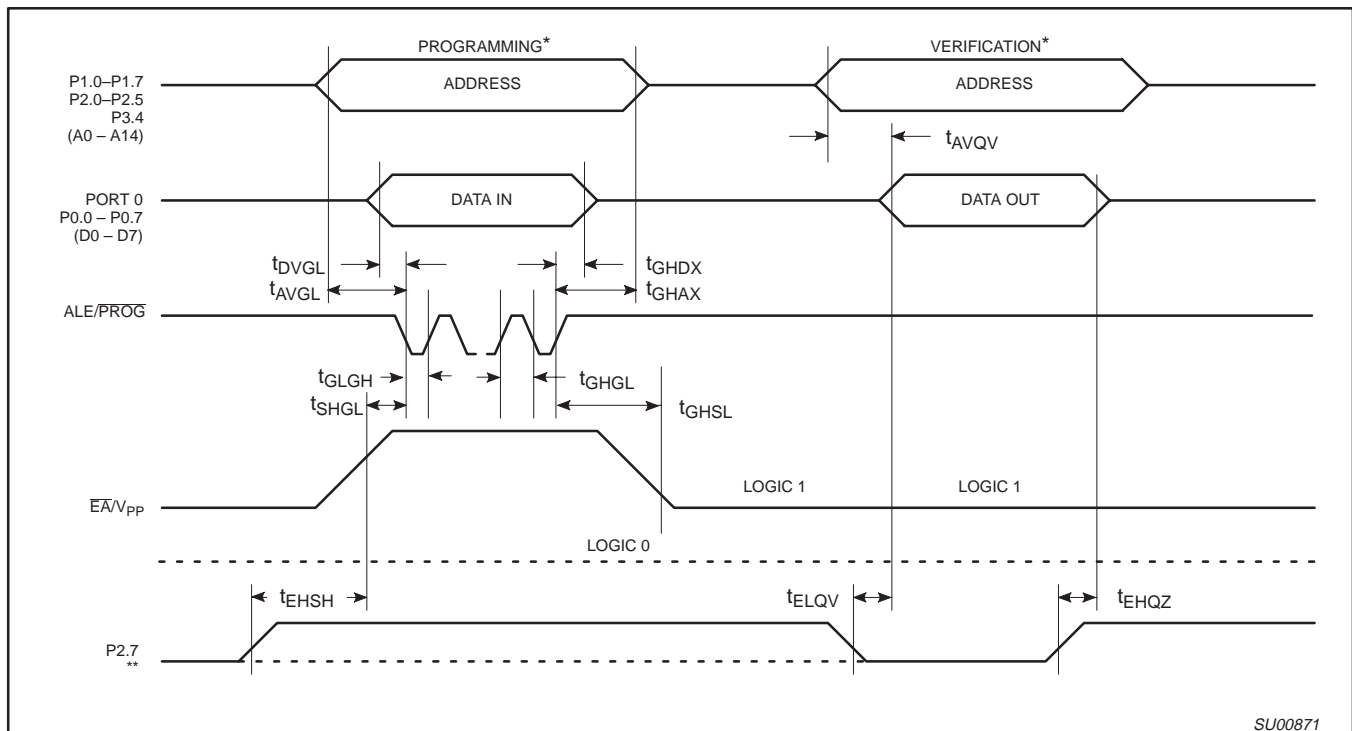 PROGRAMMING*
VERIFICATION*
P1.0–P1.7
P2.0–P2.5
P3.4
(A0 – A14)
ADDRESS
ADDRESS
tAVQV
PORT 0
P0.0 – P0.7
(D0 – D7)
DATA IN
DATA OUT
tDVGL
tGHDX
tAVGL
tGHAX
ALE/PROG
tGLGH
tGHGL
tSHGL
tGHSL
EA/VPP
LOGIC 1
LOGIC 1
LOGIC 0
tEHSH
tELQV
tEHQZ
P2.7
**
SU00871